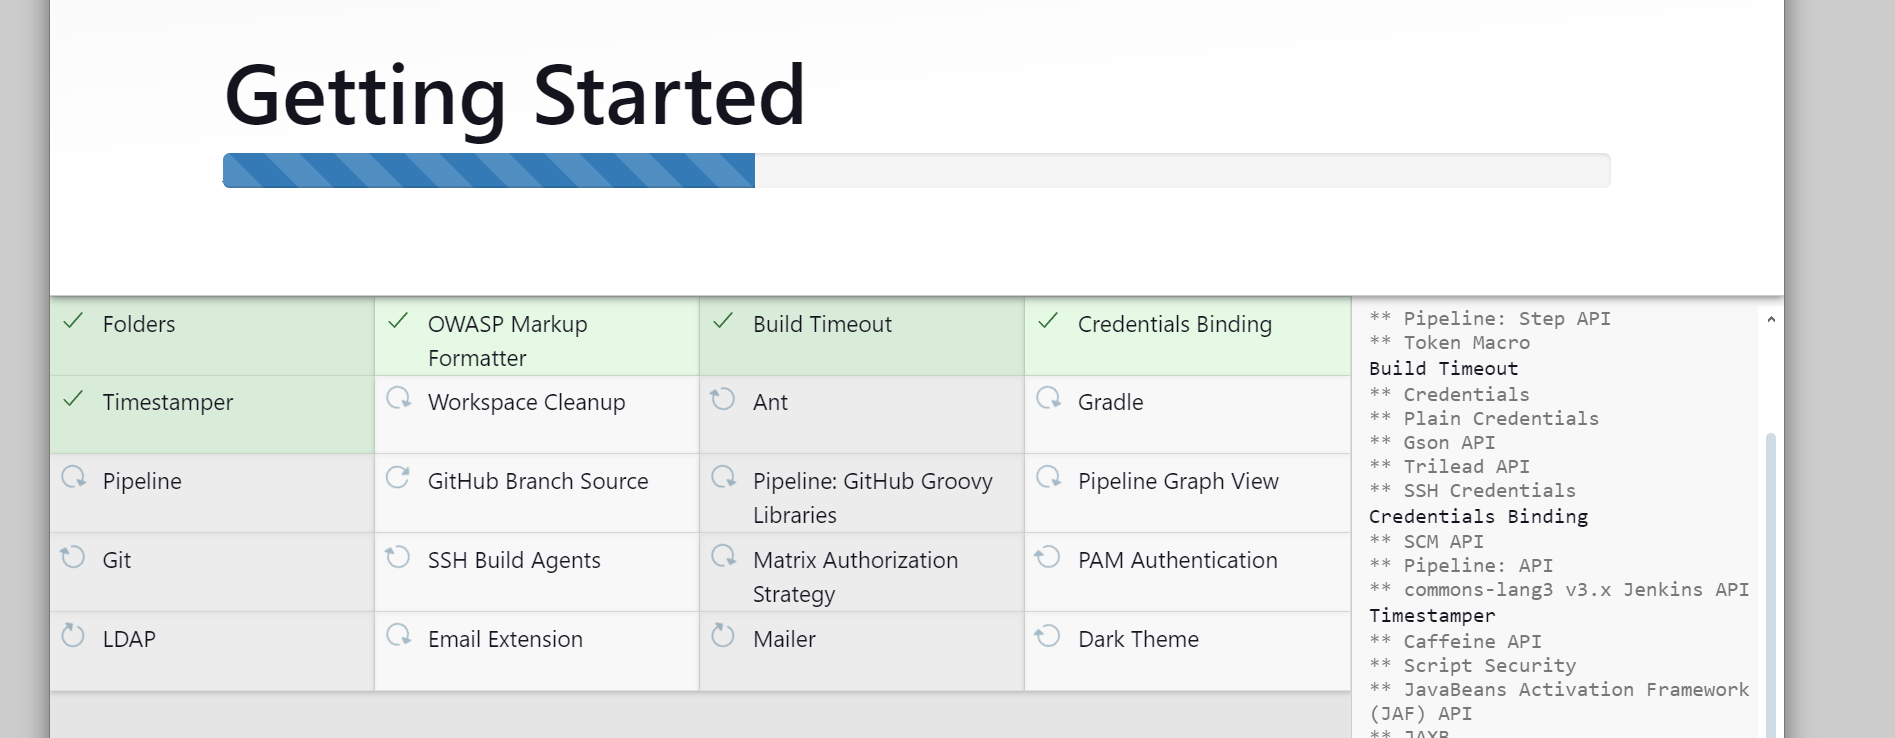 Getting Started
Folders
OWASP Markup
Formatter
Build Timeout
Credentials Binding
Timestamper
Workspace Cleanup
Ant
Gradle
Pipeline
GitHub Branch Source
Pipeline: GitHub Groovy
Libraries
Pipeline Graph View
Git
SSH Build Agents
Matrix Authorization
Strategy
PAM Authentication
LDAP
Email Extension
Mailer
Dark Theme
** Pipeline: Step API
** Token Macro
Build Timeout
** Credentials
** Plain Credentials
** Gson API
** Trilead API
** SSH Credentials
Credentials Binding
** SCM API
** Pipeline: API
** commons-lang3 v3.x Jenkins API
Timestamper
** Caffeine API
** Script Security
** JavaBeans Activation Framework
(JAF) API
** JAXB